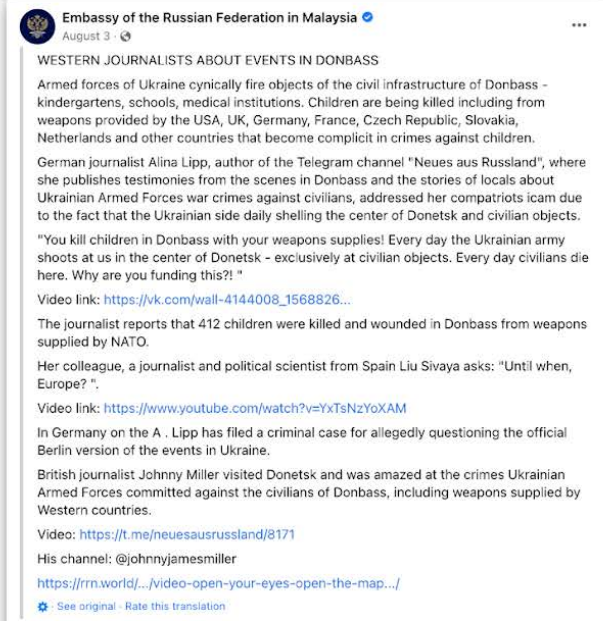 Embassy of the Russian Federation in Malaysia
August 3 ·
WESTERN JOURNALISTS ABOUT EVENTS IN DONBASS
Armed forces of Ukraine cynically fire objects of the civil infrastructure of Donbass -
kindergartens, schools, medical institutions. Children are being killed including from
weapons provided by the USA, UK, Germany, France, Czech Republic, Slovakia,
Netherlands and other countries that become complicit in crimes against children.
German journalist Alina Lipp, author of the Telegram channel "Neues aus Russland", where
she publishes testimonies from the scenes in Donbass and the stories of locals about
Ukrainian Armed Forces war crimes against civilians, addressed her compatriots icam due
to the fact that the Ukrainian side daily shelling the center of Donetsk and civilian objects.
"You kill children in Donbass with your weapons supplies! Every day the Ukrainian army
shoots at us in the center of Donetsk - exclusively at civilian objects. Every day civilians die
here. Why are you funding this?! "
Video link: https://vk.com/wall-4144008_1568826...
The journalist reports that 412 children were killed and wounded in Donbass from weapons
supplied by NATO.
Her colleague, a journalist and political scientist from Spain Liu Sivaya asks: "Until when,
Europe? ".
Video link: https://www.youtube.com/watch?v=YxTsNzYoXAM
In Germany on the A . Lipp has filed a criminal case for allegedly questioning the official
Berlin version of the events in Ukraine.
British journalist Johnny Miller visited Donetsk and was amazed at the crimes Ukrainian
Armed Forces committed against the civilians of Donbass, including weapons supplied by
Western countries.
Video: https://t.me/neuesausrussland/8171
His channel: @johnnyjamesmiller
https://rrn.world/.../video-open-your-eyes-open-the-map.../
· See original · Rate this translation